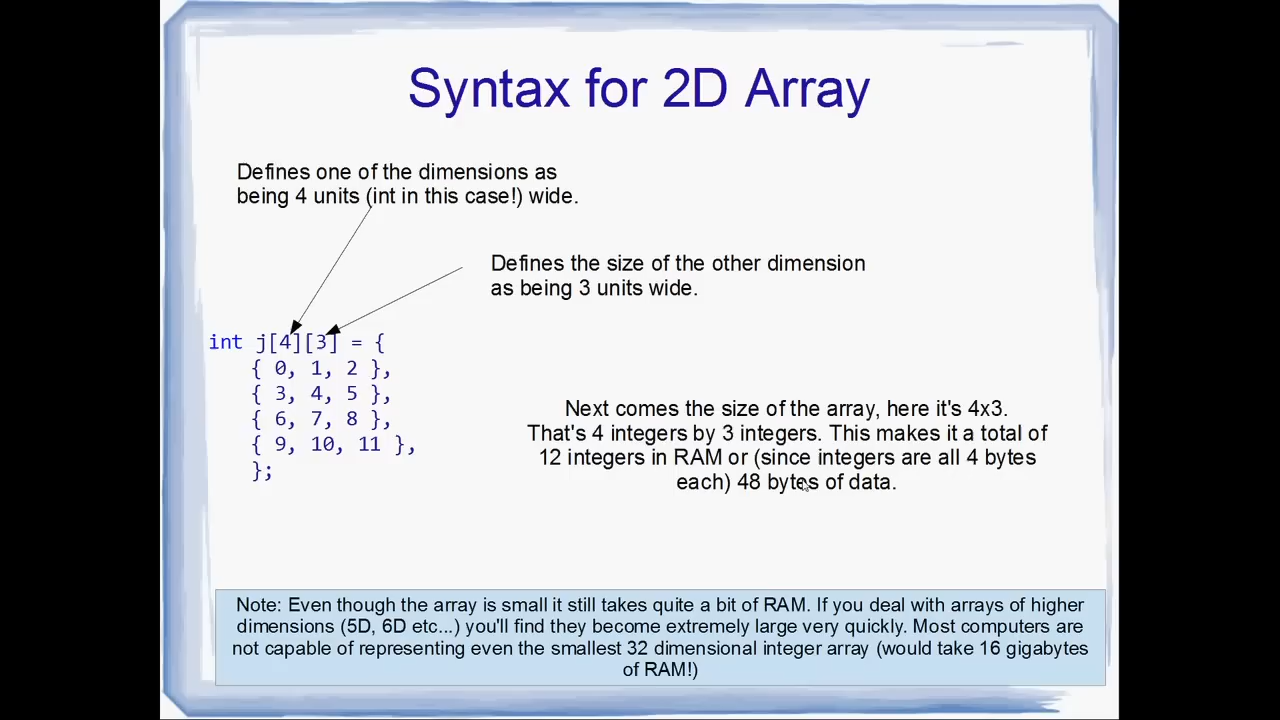 Syntax for 2D Array
Defines one of the dimensions as
being 4 units (int in this case!) wide.
Defines the size of the other dimension
as being 3 units wide.
int j[4][3] = {
{ 0, 1, 2 },
{ 3, 4, 5 },
{ 6, 7, 8 },
{ 9, 10, 11 },
};
Next comes the size of the array, here it's 4x3.
That's 4 integers by 3 integers. This makes it a total of
12 integers in RAM or (since integers are all 4 bytes
each) 48 bytes of data.
Note: Even though the array is small it still takes quite a bit of RAM. If you deal with arrays of higher
dimensions (5D, 6D etc...) you'll find they become extremely large very quickly. Most computers are
not capable of representing even the smallest 32 dimensional integer array (would take 16 gigabytes
of RAM!)